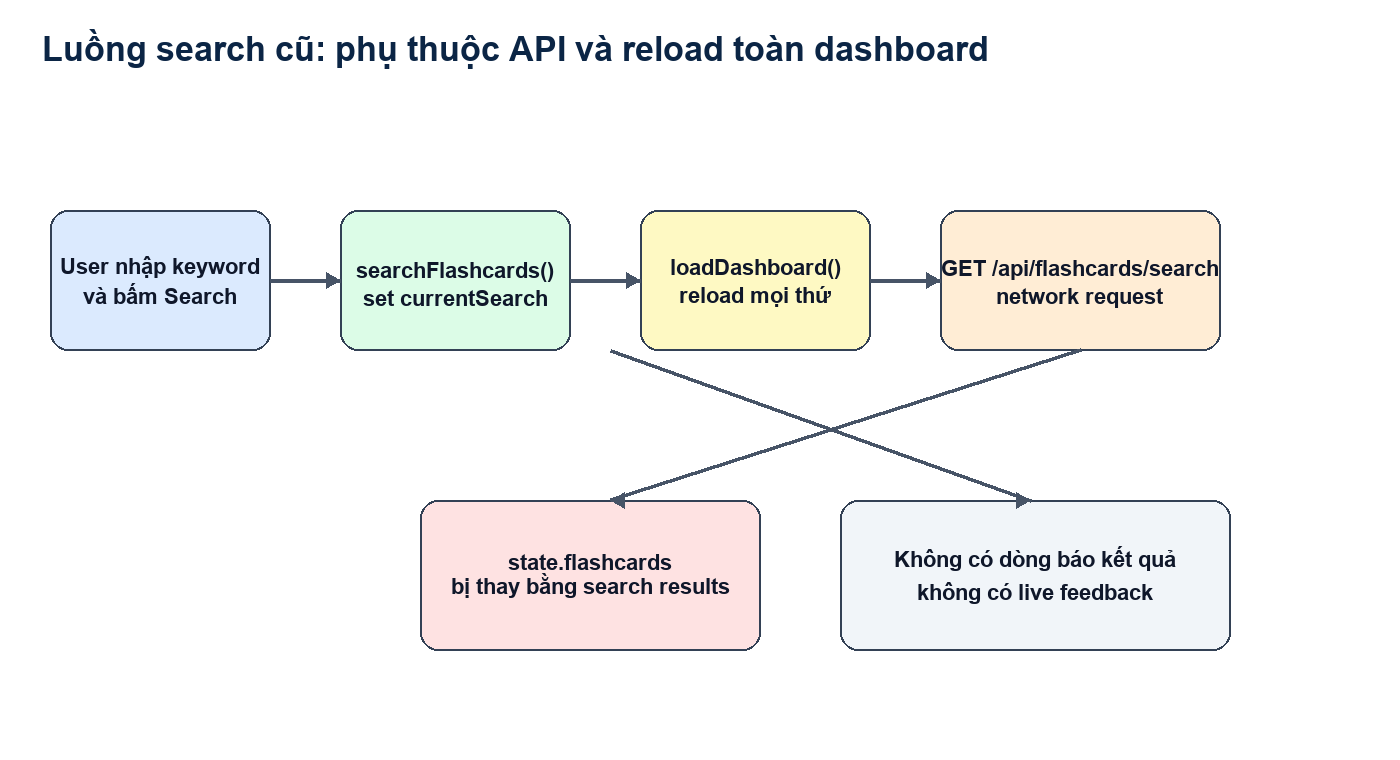 Luồng search cũ: phụ thuộc API và reload toàn dashboard
User nhập keyword
và bấm Search
searchFlashcards()
set currentSearch
loadDashboard()
reload mọi thứ
GET /api/flashcards/search
network request
state.flashcards
bị thay bằng search results
Không có dòng báo kết quả
không có live feedback